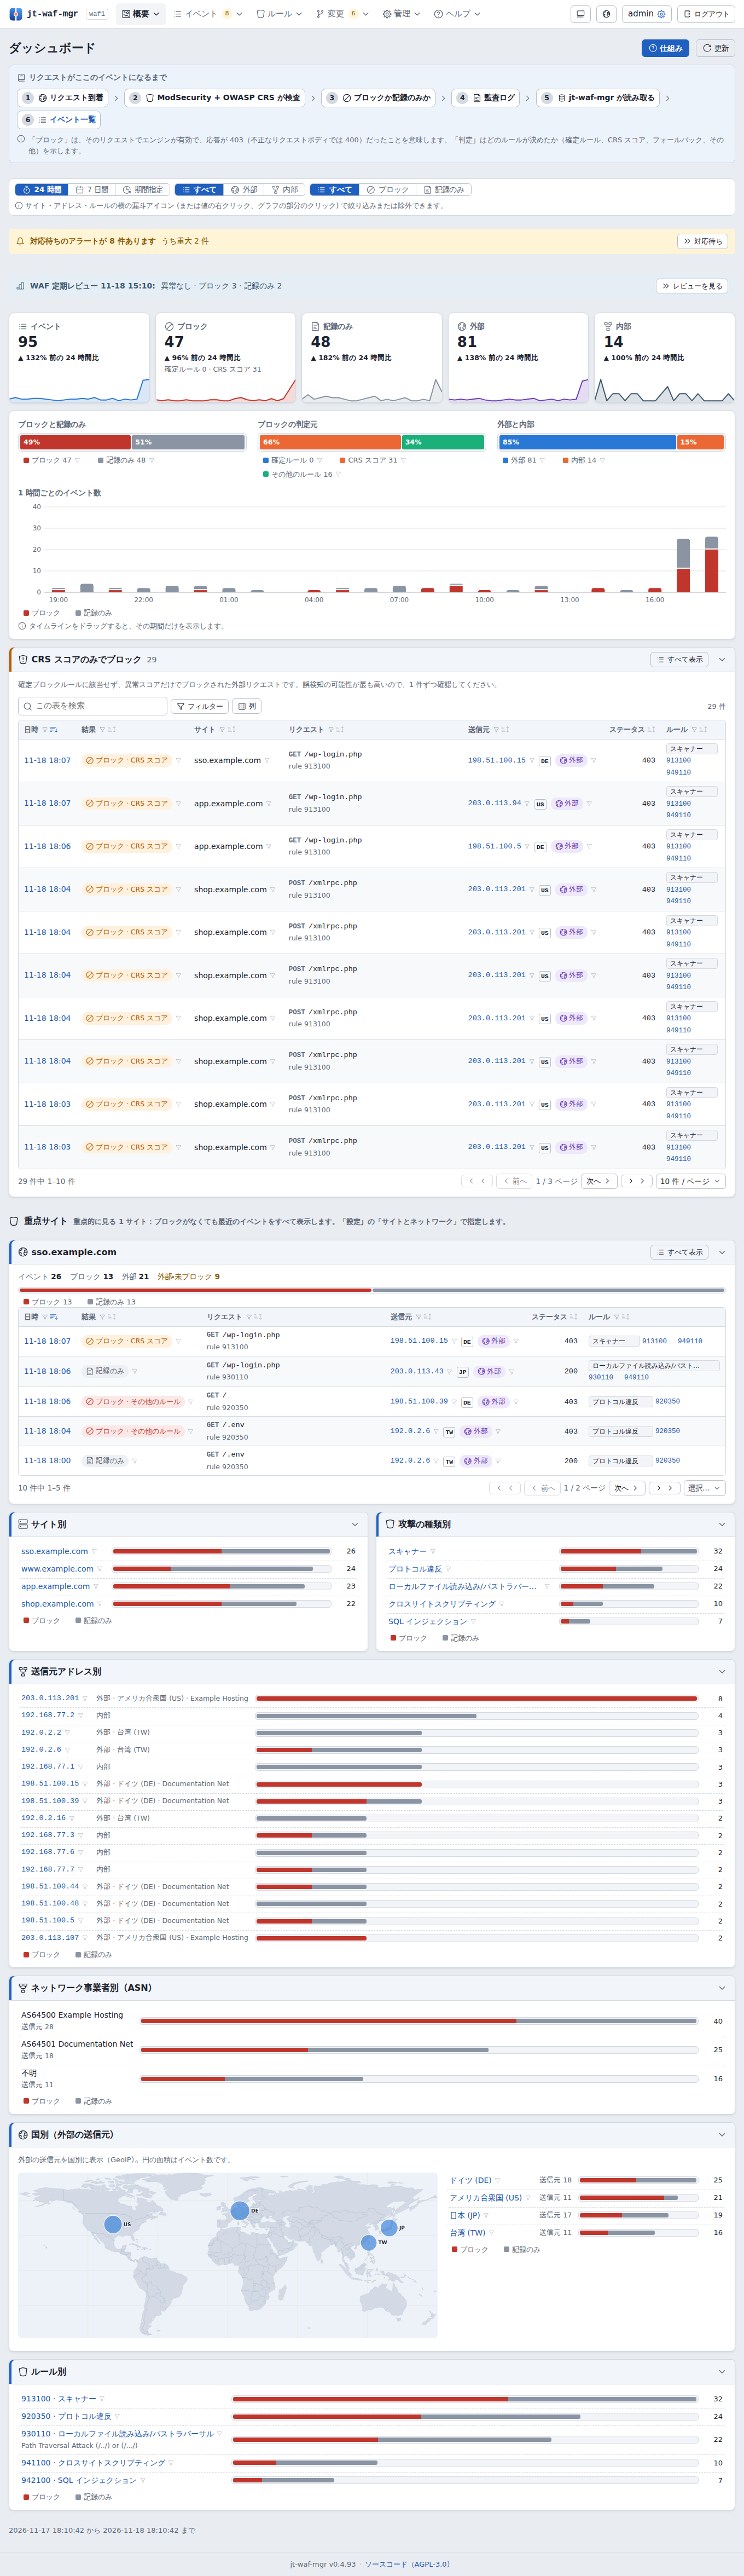 jt-waf-mgr waf1 概要 イベント 8 ルール 変更 6 管理 ヘルプ admin ログアウト
ダッシュボード 仕組み 更新
リクエストがここのイベントになるまで
1 リクエスト到着 2 ModSecurity + OWASP CRS が検査 3 ブロックか記録のみか 4 監査ログ 5 jt-waf-mgr が読み取る
6 イベント一覧
「ブロック」は、そのリクエストでエンジンが有効で、応答が 403（不正なリクエストボディでは 400）だったことを意味します。「判定」はどのルールが決めたか（確定ルール、CRS スコア、フォールバック、その
他）を示します。
24 時間 7 日間 期間指定 すべて 外部 内部 すべて ブロック 記録のみ
サイト・アドレス・ルールの横の漏斗アイコン (または値の右クリック、グラフの部分のクリック) で絞り込みまたは除外できます。
対応待ちのアラートが 8 件あります うち重大 2 件 対応待ち
WAF 定期レビュー 11-18 15:10: 異常なし · ブロック 3 · 記録のみ 2 レビューを見る
イベント ブロック 記録のみ 外部 内部
95 47 48 81 14
▲ 132% 前の 24 時間比 ▲ 96% 前の 24 時間比 ▲ 182% 前の 24 時間比 ▲ 138% 前の 24 時間比 ▲ 100% 前の 24 時間比
確定ルール 0 · CRS スコア 31
ブロックと記録のみ ブロックの判定元 外部と内部
49% 51% 66% 34% 85% 15%
ブロック 47 記録のみ 48 確定ルール 0 CRS スコア 31 外部 81 内部 14
その他のルール 16
1 時間ごとのイベント数
40
30
20
10
0
19:00 22:00 01:00 04:00 07:00 10:00 13:00 16:00
ブロック 記録のみ
タイムラインをドラッグすると、その期間だけを表示します。
CRS スコアのみでブロック 29 すべて表示
確定ブロックルールに該当せず、異常スコアだけでブロックされた外部リクエストです。誤検知の可能性が最も高いので、1 件ずつ確認してください。
この表を検索 フィルター 列 29 件
日時 結果 サイト リクエスト 送信元 ステータス ルール
11-18 18:07 ブロック · CRS スコア sso.example.com GET /wp-login.php rule 913100 198.51.100.15 DE 外部 403 スキャナー 913100 949110
11-18 18:07 ブロック · CRS スコア app.example.com GET /wp-login.php rule 913100 203.0.113.94 US 外部 403 スキャナー 913100 949110
11-18 18:06 ブロック · CRS スコア app.example.com GET /wp-login.php rule 913100 198.51.100.5 DE 外部 403 スキャナー 913100 949110
11-18 18:04 ブロック · CRS スコア shop.example.com POST /xmlrpc.php rule 913100 203.0.113.201 US 外部 403 スキャナー 913100 949110
11-18 18:04 ブロック · CRS スコア shop.example.com POST /xmlrpc.php rule 913100 203.0.113.201 US 外部 403 スキャナー 913100 949110
11-18 18:04 ブロック · CRS スコア shop.example.com POST /xmlrpc.php rule 913100 203.0.113.201 US 外部 403 スキャナー 913100 949110
11-18 18:04 ブロック · CRS スコア shop.example.com POST /xmlrpc.php rule 913100 203.0.113.201 US 外部 403 スキャナー 913100 949110
11-18 18:04 ブロック · CRS スコア shop.example.com POST /xmlrpc.php rule 913100 203.0.113.201 US 外部 403 スキャナー 913100 949110
11-18 18:03 ブロック · CRS スコア shop.example.com POST /xmlrpc.php rule 913100 203.0.113.201 US 外部 403 スキャナー 913100 949110
11-18 18:03 ブロック · CRS スコア shop.example.com POST /xmlrpc.php rule 913100 203.0.113.201 US 外部 403 スキャナー 913100 949110
29 件中 1–10 件 前へ 1 / 3 ページ 次へ 10 件 / ページ
重点サイト 重点的に見る 1 サイト：ブロックがなくても最近のイベントをすべて表示します。「設定」の「サイトとネットワーク」で指定します。
sso.example.com すべて表示
イベント 26 ブロック 13 外部 21 外部・未ブロック 9
ブロック 13 記録のみ 13
日時 結果 リクエスト 送信元 ステータス ルール
11-18 18:07 ブロック · CRS スコア GET /wp-login.php rule 913100 198.51.100.15 DE 外部 403 スキャナー 913100 949110
11-18 18:06 記録のみ GET /wp-login.php rule 930110 203.0.113.43 JP 外部 200 ローカルファイル読み込み/パスト… 930110 949110
11-18 18:06 ブロック · その他のルール GET / rule 920350 198.51.100.39 DE 外部 403 プロトコル違反 920350
11-18 18:04 ブロック · その他のルール GET /.env rule 920350 192.0.2.6 TW 外部 403 プロトコル違反 920350
11-18 18:00 記録のみ GET /.env rule 920350 192.0.2.6 TW 外部 200 プロトコル違反 920350
10 件中 1–5 件 前へ 1 / 2 ページ 次へ 選択…
サイト別
sso.example.com 26
www.example.com 24
app.example.com 23
shop.example.com 22
ブロック 記録のみ
攻撃の種類別
スキャナー 32
プロトコル違反 24
ローカルファイル読み込み/パストラバー… 22
クロスサイトスクリプティング 10
SQL インジェクション 7
ブロック 記録のみ
送信元アドレス別
203.0.113.201 外部 · アメリカ合衆国 (US) · Example Hosting 8
192.168.77.2 内部 4
192.0.2.2 外部 · 台湾 (TW) 3
192.0.2.6 外部 · 台湾 (TW) 3
192.168.77.1 内部 3
198.51.100.15 外部 · ドイツ (DE) · Documentation Net 3
198.51.100.39 外部 · ドイツ (DE) · Documentation Net 3
192.0.2.16 外部 · 台湾 (TW) 2
192.168.77.3 内部 2
192.168.77.6 内部 2
192.168.77.7 内部 2
198.51.100.44 外部 · ドイツ (DE) · Documentation Net 2
198.51.100.48 外部 · ドイツ (DE) · Documentation Net 2
198.51.100.5 外部 · ドイツ (DE) · Documentation Net 2
203.0.113.107 外部 · アメリカ合衆国 (US) · Example Hosting 2
ブロック 記録のみ
ネットワーク事業者別（ASN）
AS64500 Example Hosting 40
送信元 28
AS64501 Documentation Net 25
送信元 18
不明 16
送信元 11
ブロック 記録のみ
国別（外部の送信元）
外部の送信元を国別に表示（GeoIP）。円の面積はイベント数です。
US DE JP TW
ドイツ (DE) 送信元 18 25
アメリカ合衆国 (US) 送信元 11 21
日本 (JP) 送信元 17 19
台湾 (TW) 送信元 11 16
ブロック 記録のみ
ルール別
913100 · スキャナー 32
920350 · プロトコル違反 24
930110 · ローカルファイル読み込み/パストラバーサル 22
Path Traversal Attack (/../) or (/.../)
941100 · クロスサイトスクリプティング 10
942100 · SQL インジェクション 7
ブロック 記録のみ
2026-11-17 18:10:42 から 2026-11-18 18:10:42 まで
jt-waf-mgr v0.4.93 · ソースコード（AGPL-3.0）